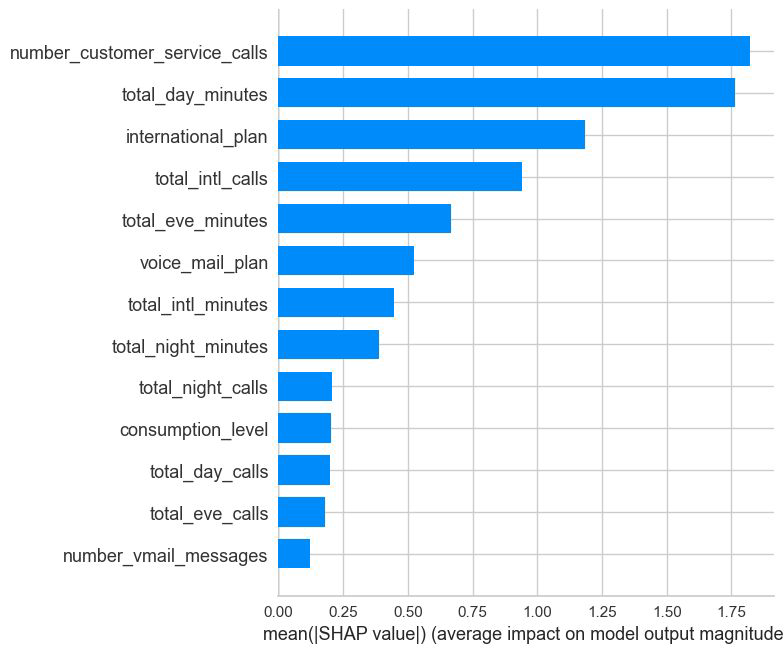 number_customer_service_calls
total_day_minutes
international_plan
total_intl_calls
total_eve_minutes
voice_mail_plan
total_intl_minutes
total_night_minutes
total_night_calls
consumption_level
total_day_calls
total_eve_calls
number_vmail_messages
0.00 0.25 0.50 0.75 1.00 1.25 1.50 1.75
mean(|SHAP value|) (average impact on model output magnitude